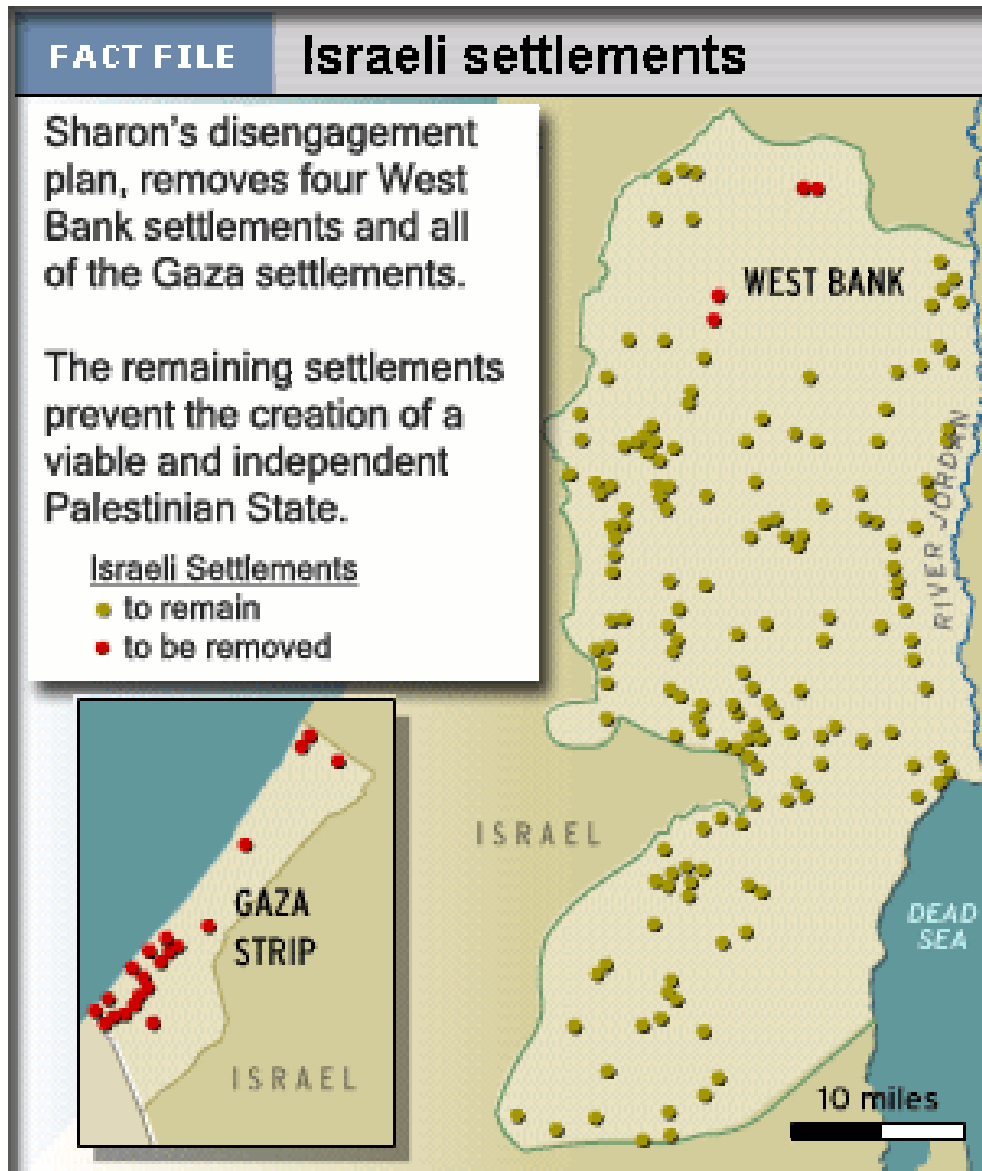 FACT FILE
Israeli settlements
Sharon's disengagement
plan, removes four West
Bank settlements and all
of the Gaza settlements.
The remaining settlements
prevent the creation of a
viable and independent
Palestinian State.
Israeli Settlements
to remain
to be removed
WEST BANK
RIVER JORDAN
ISRAEL
DEAD
SEA
10 miles
GAZA
STRIP
ISRAEL